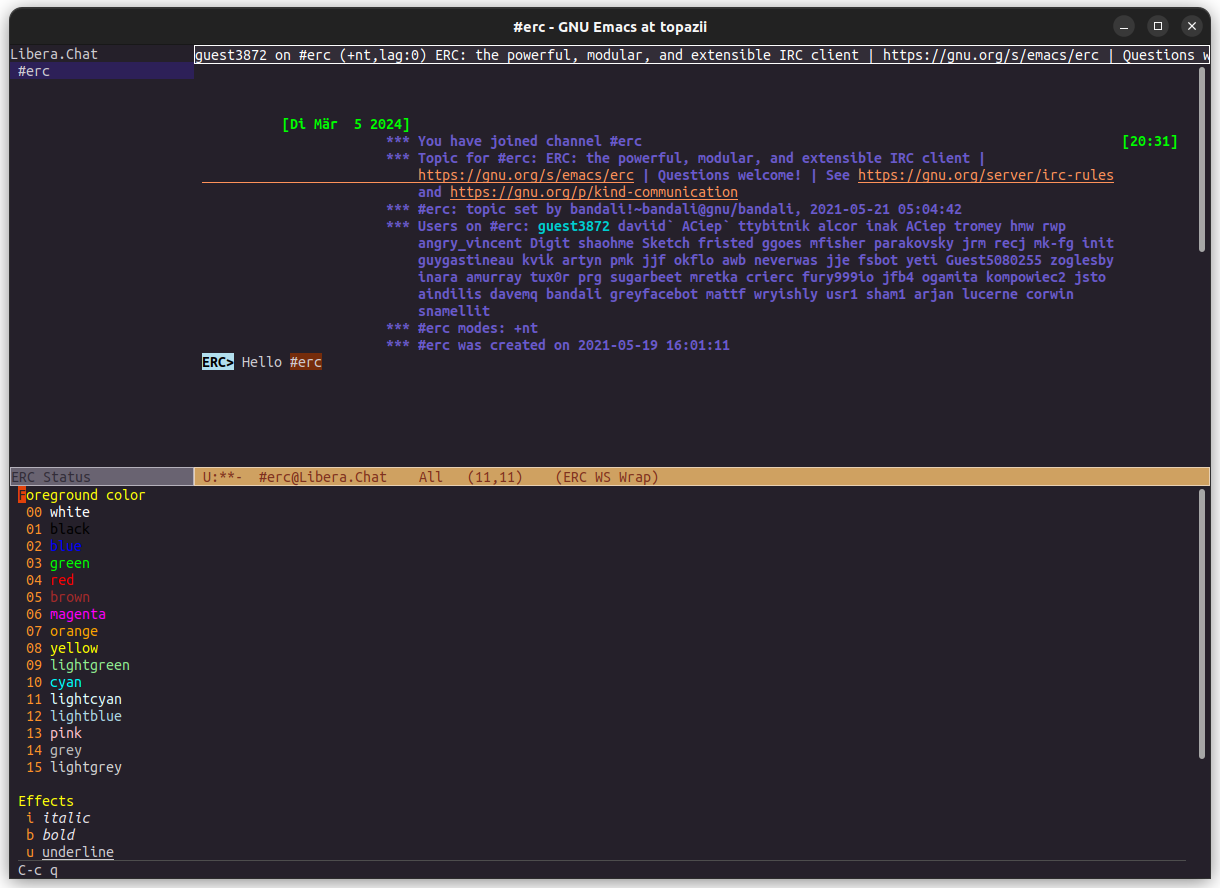 #erc - GNU Emacs at topazii
Libera.Chat
#erc
guest3872 on #erc (+nt,lag:0) ERC: the powerful, modular, and extensible IRC client | https://gnu.org/s/emacs/erc | Questions w
[Di Mär  5 2024]
*** You have joined channel #erc [20:31]
*** Topic for #erc: ERC: the powerful, modular, and extensible IRC client |
https://gnu.org/s/emacs/erc | Questions welcome! | See https://gnu.org/server/irc-rules
and https://gnu.org/p/kind-communication
*** #erc: topic set by bandali!~bandali@gnu/bandali, 2021-05-21 05:04:42
*** Users on #erc: guest3872 daviid` ACiep` ttybitnik alcor inak ACiep tromey hmw rwp
angry_vincent Digit shaohme Sketch fristed ggoes mfisher parakovsky jrm recj mk-fg init
guygastineau kvik artyn pmk jjf okflo awb neverwas jje fsbot yeti Guest5080255 zoglesby
inara amurray tux0r prg sugarbeet mretka crierc fury999io jfb4 ogamita kompowiec2 jsto
aindilis davemq bandali greyfacebot mattf wryishly usr1 sham1 arjan lucerne corwin
snamellit
*** #erc modes: +nt
*** #erc was created on 2021-05-19 16:01:11
ERC> Hello #erc
ERC Status
U:**-  #erc@Libera.Chat    All   (11,11)    (ERC WS Wrap)
Foreground color
00 white
01 black
02 blue
03 green
04 red
05 brown
06 magenta
07 orange
08 yellow
09 lightgreen
10 cyan
11 lightcyan
12 lightblue
13 pink
14 grey
15 lightgrey
Effects
i italic
b bold
u underline
C-c q